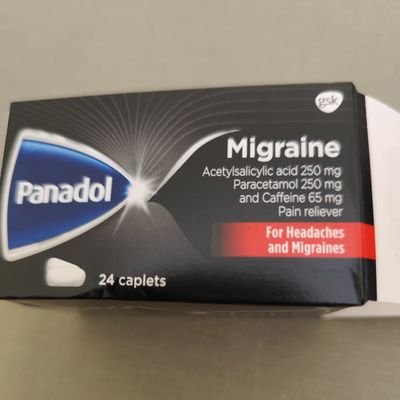 gsk
Panadol
Migraine
Acetylsalicylic acid 250 mg
Paracetamol 250 mg
and Caffeine 65 mg
Pain reliever
For Headaches
and Migraines
24 caplets